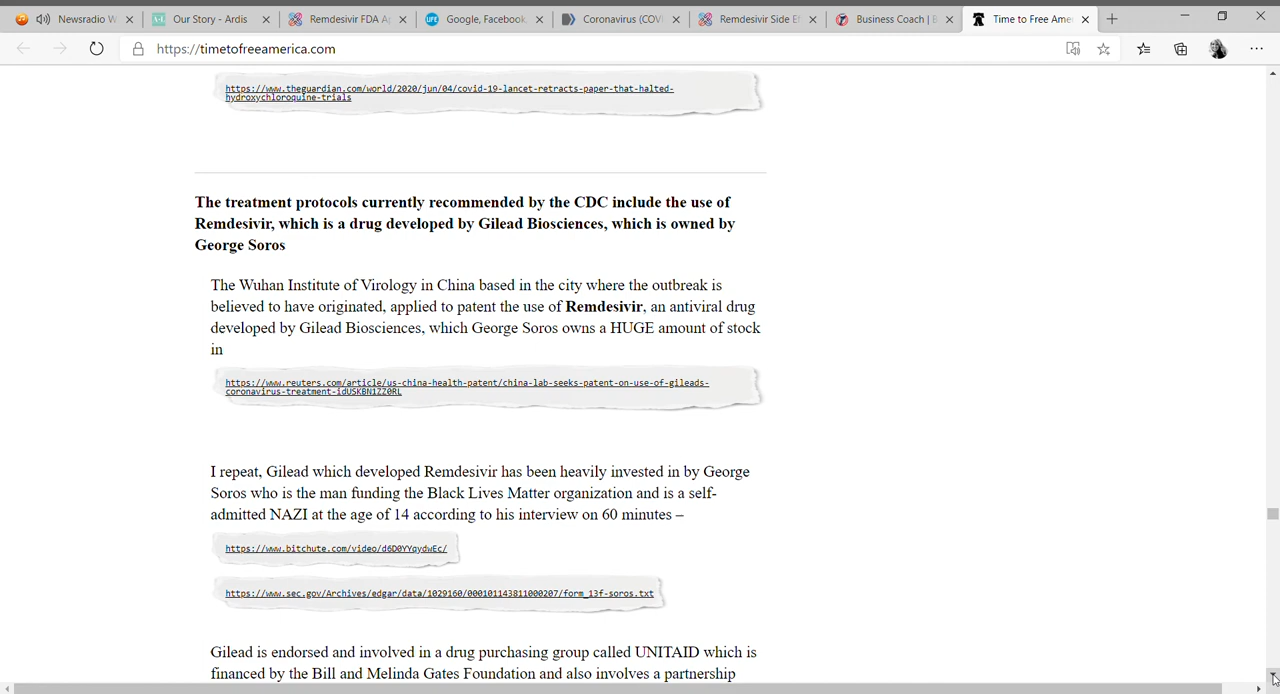 Newsradio W
Our Story - Ardis
Remdesivir FDA Ap
Google, Facebook,
Coronavirus (COVI
Remdesivir Side E
Business Coach | B
Time to Free Ame
https://timetofreeamerica.com
https://www.theguardian.com/world/2020/jun/04/covid-19-lancet-retracts-paper-that-halted-
hydroxychloroquine-trials
The treatment protocols currently recommended by the CDC include the use of
Remdesivir, which is a drug developed by Gilead Biosciences, which is owned by
George Soros
The Wuhan Institute of Virology in China based in the city where the outbreak is
believed to have originated, applied to patent the use of Remdesivir, an antiviral drug
developed by Gilead Biosciences, which George Soros owns a HUGE amount of stock
in
https://www.reuters.com/article/us-china-health-patent/china-lab-seeks-patent-on-use-of-gileads-
coronavirus-treatment-idUSKBN1ZZ0RL
I repeat, Gilead which developed Remdesivir has been heavily invested in by George
Soros who is the man funding the Black Lives Matter organization and is a self-
admitted NAZI at the age of 14 according to his interview on 60 minutes –
https://www.bitchute.com/video/d6D0YYqydwEc/
https://www.sec.gov/Archives/edgar/data/1029160/000101143811000207/form_13f-soros.txt
Gilead is endorsed and involved in a drug purchasing group called UNITAID which is
financed by the Bill and Melinda Gates Foundation and also involves a partnership